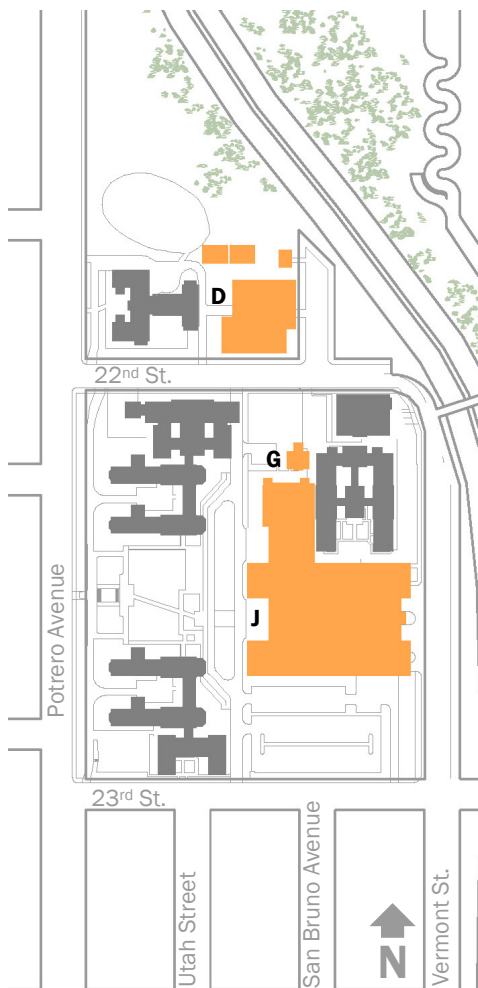 D
22nd St.
G
J
Potrero Avenue
23rd St.
Utah Street
San Bruno Avenue
Vermont St.
N